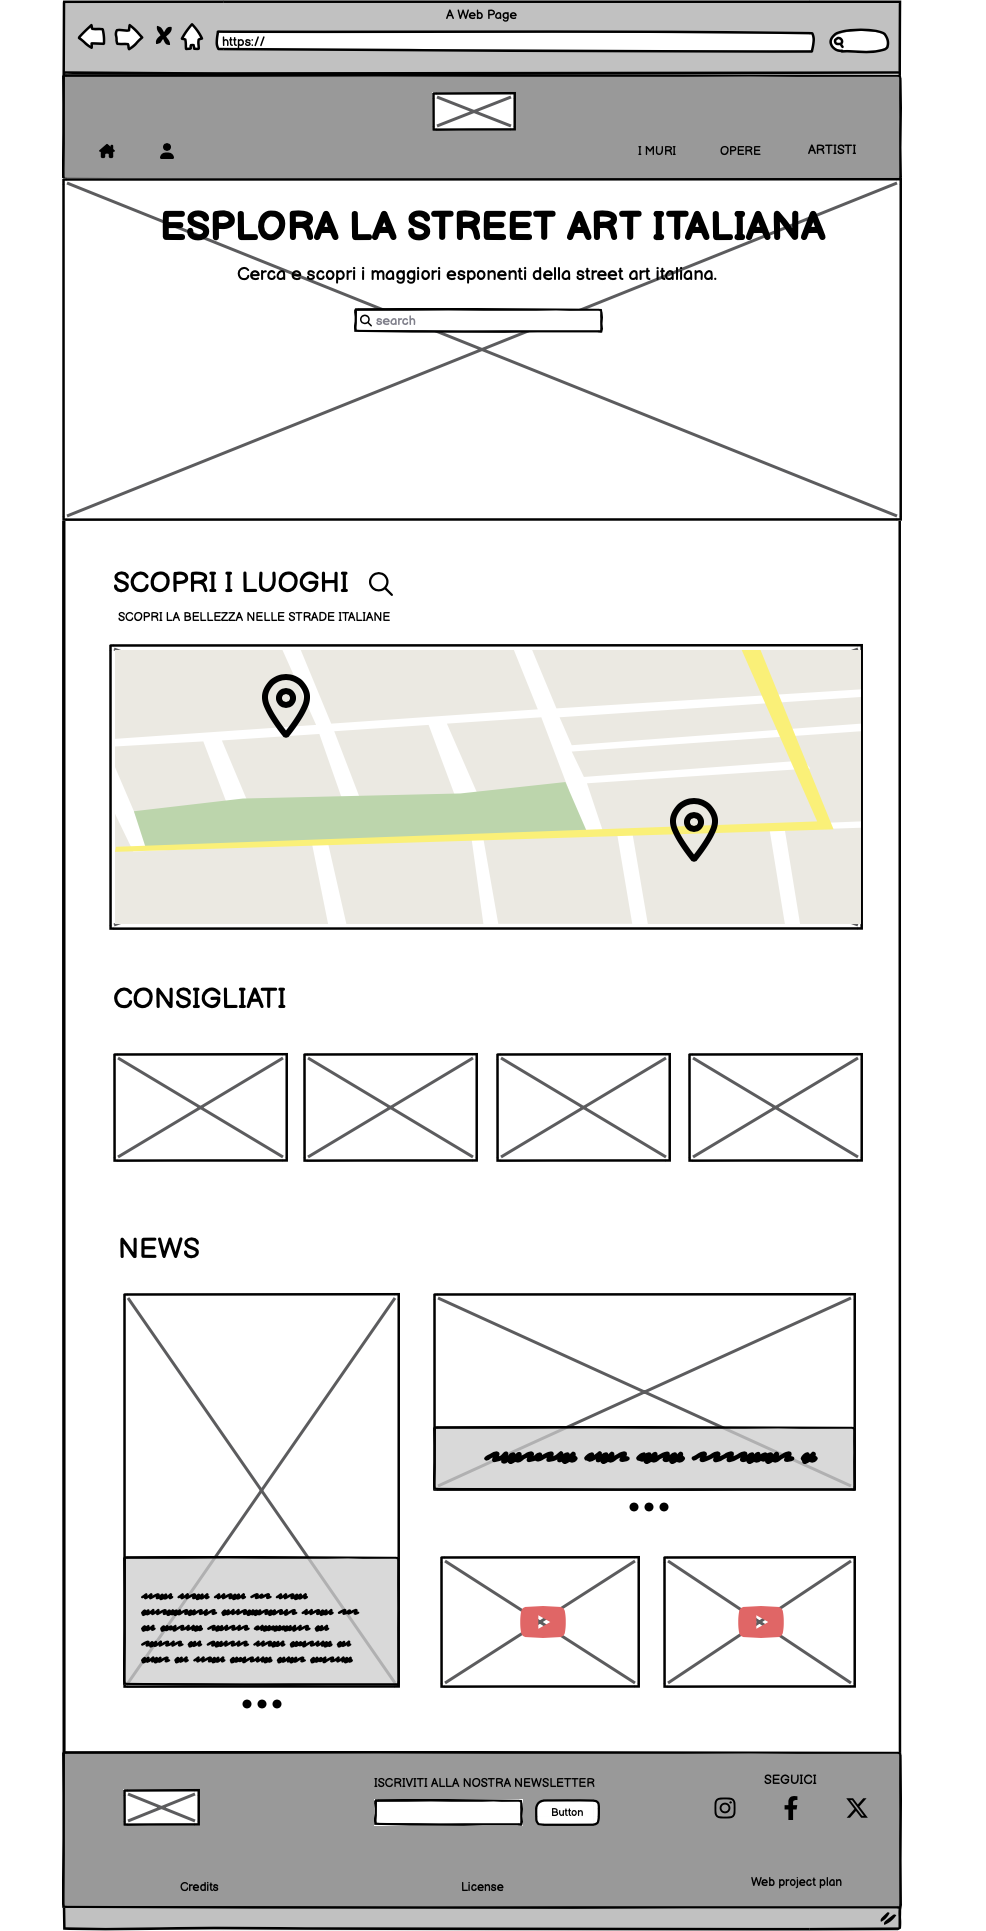 A Web Page
https://
I MURI
OPERE
ARTISTI
ESPLORA LA STREET ART ITALIANA
Cerca e scopri i maggiori esponenti della street art italiana.
search
SCOPRI I LUOGHI
SCOPRI LA BELLEZZA NELLE STRADE ITALIANE
CONSIGLIATI
NEWS
ISCRIVITI ALLA NOSTRA NEWSLETTER
Button
SEGUICI
Credits
License
Web project plan